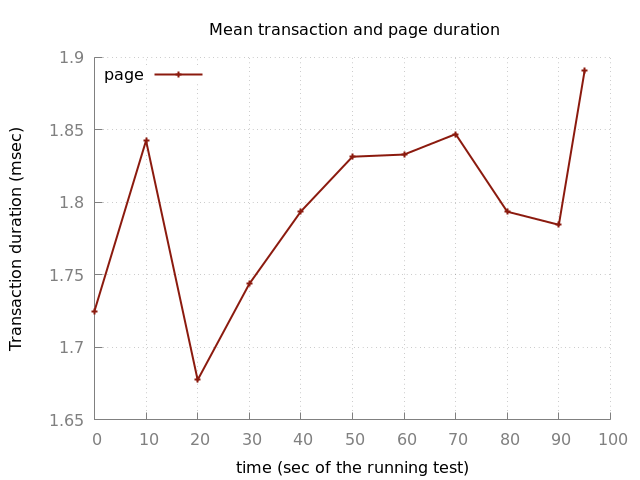 Mean transaction and page duration
page
Transaction duration (msec)
1.9
1.85
1.8
1.75
1.7
1.65
0 10 20 30 40 50 60 70 80 90 100
time (sec of the running test)